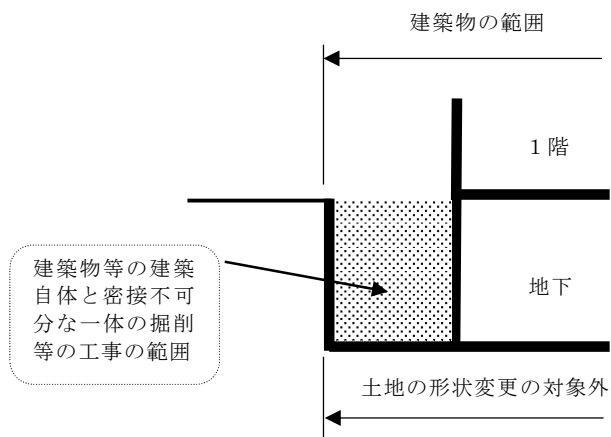 建築物の範囲
1階
建築物等の建築
自体と密接不可
分な一体の掘削
等の工事の範囲
地下
土地の形状変更の対象外